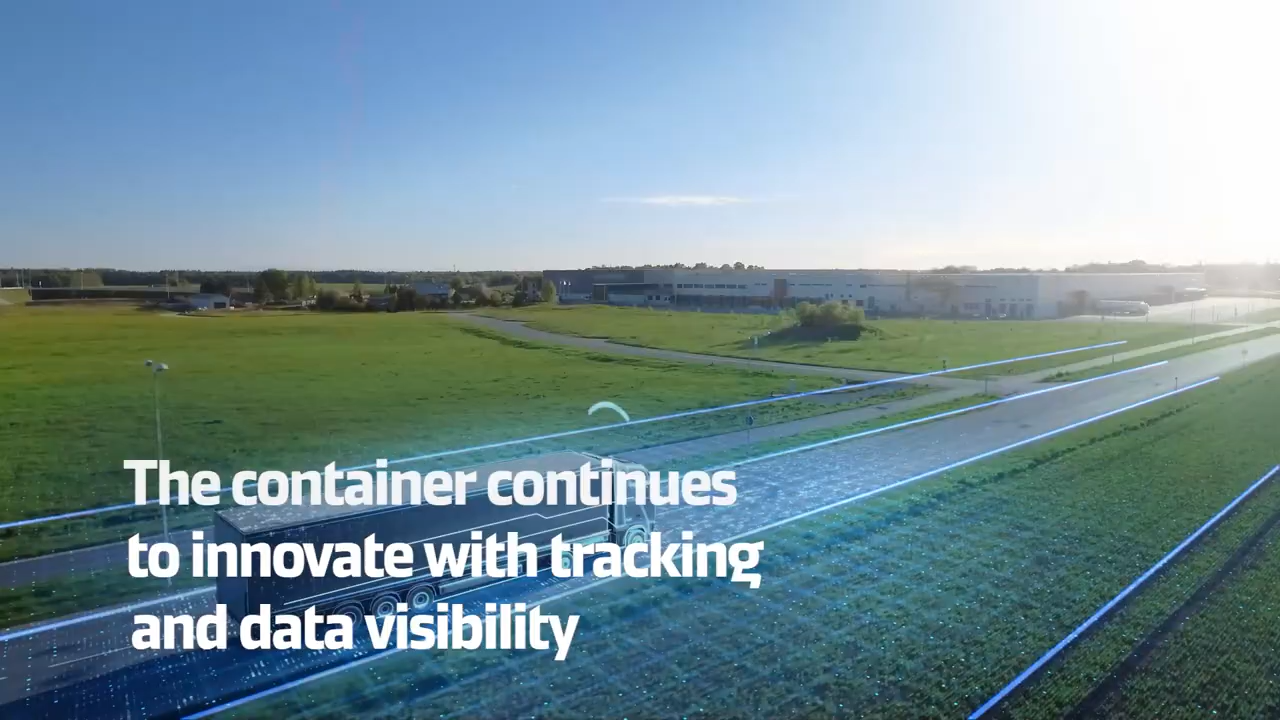 The container continues
to innovate with tracking
and data visibility